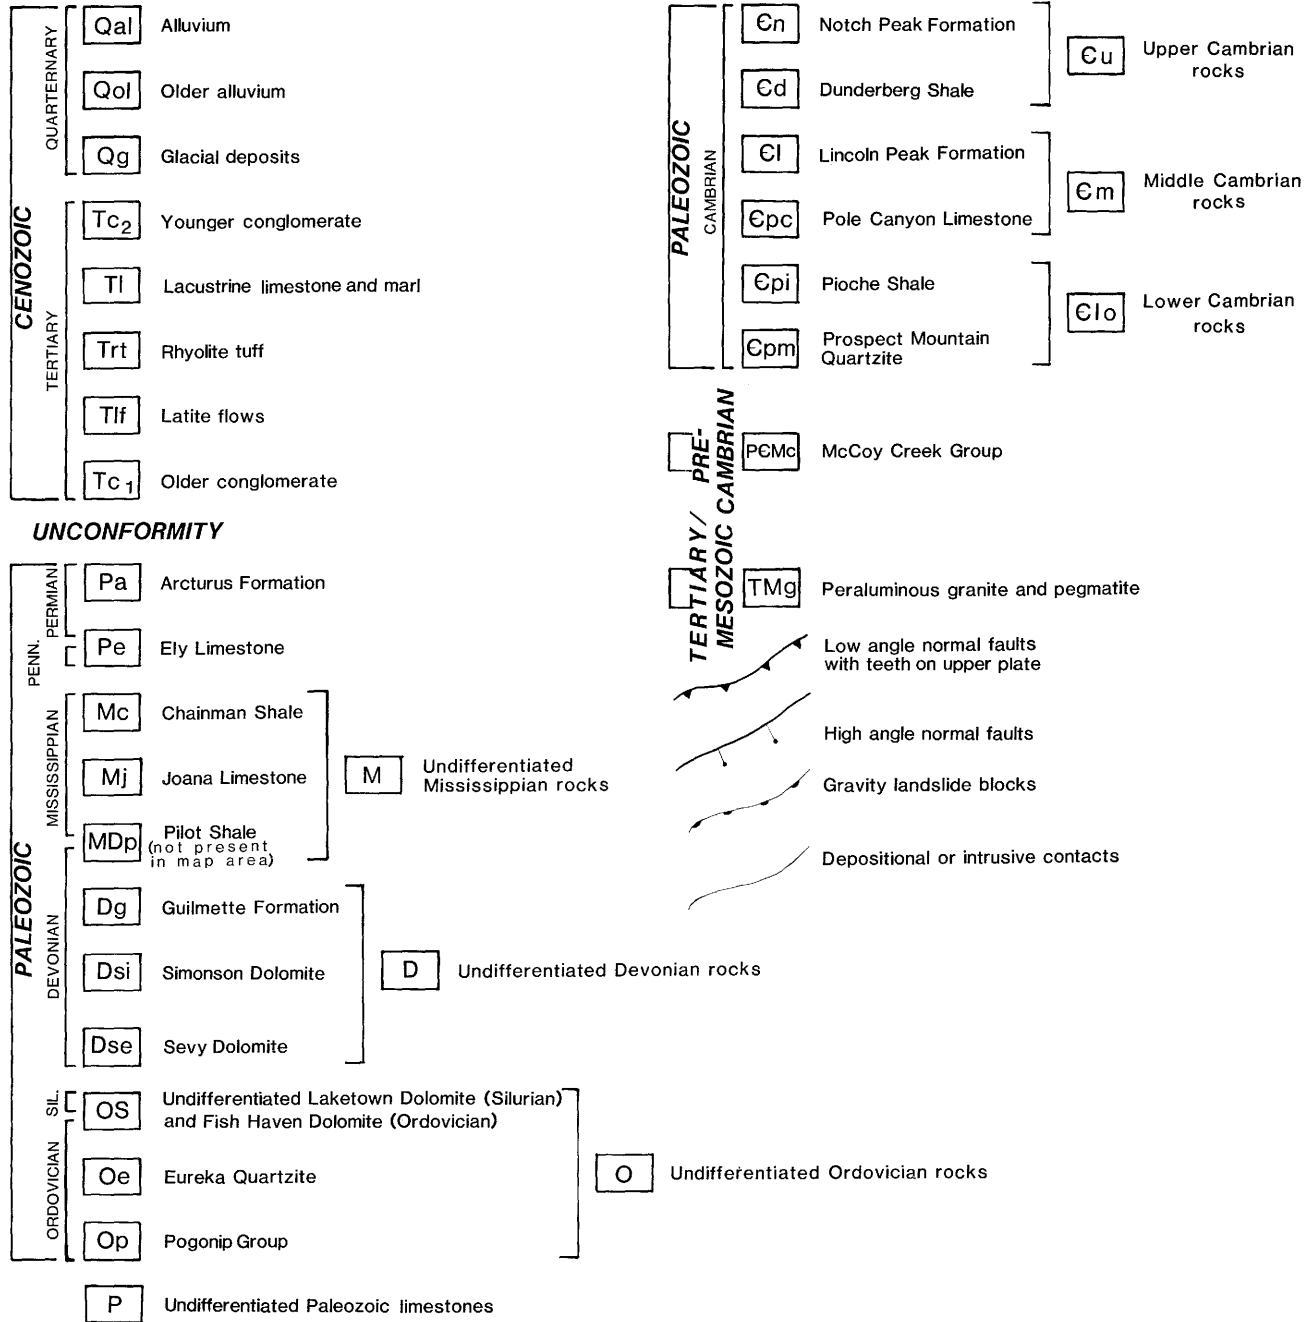 CENOZOIC
QUARTERNARY
Qal Alluvium
Qol Older alluvium
Qg Glacial deposits
TERTIARY
Tc2 Younger conglomerate
Tl Lacustrine limestone and marl
Trt Rhyolite tuff
Tlf Latite flows
Tc1 Older conglomerate
UNCONFORMITY
PALEOZOIC
PERMIAN
Pa Arcturus Formation
PENN.
Pe Ely Limestone
MISSISSIPPIAN
Mc Chainman Shale
Mj Joana Limestone
MDp Pilot Shale
(not present
in map area)
M Undifferentiated
Mississippian rocks
DEVONIAN
Dg Guilmette Formation
Dsi Simonson Dolomite
Dse Sevy Dolomite
D Undifferentiated Devonian rocks
SIL.
OS Undifferentiated Laketown Dolomite (Silurian)
and Fish Haven Dolomite (Ordovician)
ORDOVICIAN
Oe Eureka Quartzite
Op Pogonip Group
O Undifferentiated Ordovician rocks
P Undifferentiated Paleozoic limestones
PALEOZOIC
CAMBRIAN
Єn Notch Peak Formation
Єd Dunderberg Shale
Єu Upper Cambrian
rocks
Єl Lincoln Peak Formation
Єpc Pole Canyon Limestone
Єm Middle Cambrian
rocks
Єpi Pioche Shale
Єpm Prospect Mountain
Quartzite
Єlo Lower Cambrian
rocks
PRE-
CAMBRIAN
PЄMc McCoy Creek Group
TERTIARY/
MESOZOIC
TMg Peraluminous granite and pegmatite
Low angle normal faults
with teeth on upper plate
High angle normal faults
Gravity landslide blocks
Depositional or intrusive contacts